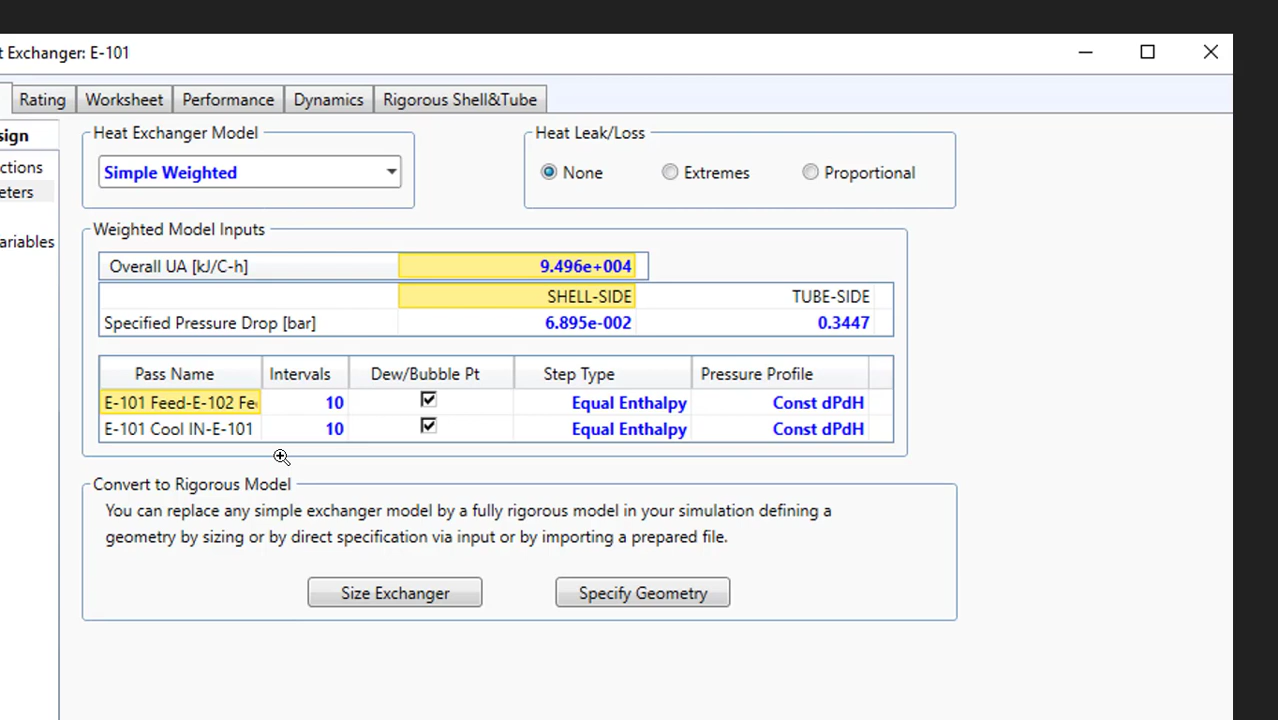 t Exchanger: E-101
Rating Worksheet Performance Dynamics Rigorous Shell&Tube
sign
ctions
eters
ariables
Heat Exchanger Model
Simple Weighted
Heat Leak/Loss
None Extremes Proportional
Weighted Model Inputs
Overall UA [kJ/C-h] 9.496e+004
SHELL-SIDE TUBE-SIDE
Specified Pressure Drop [bar] 6.895e-002 0.3447
Pass Name Intervals Dew/Bubble Pt Step Type Pressure Profile
E-101 Feed-E-102 Fe 10 Equal Enthalpy Const dPdH
E-101 Cool IN-E-101 10 Equal Enthalpy Const dPdH
Convert to Rigorous Model
You can replace any simple exchanger model by a fully rigorous model in your simulation defining a
geometry by sizing or by direct specification via input or by importing a prepared file.
Size Exchanger Specify Geometry